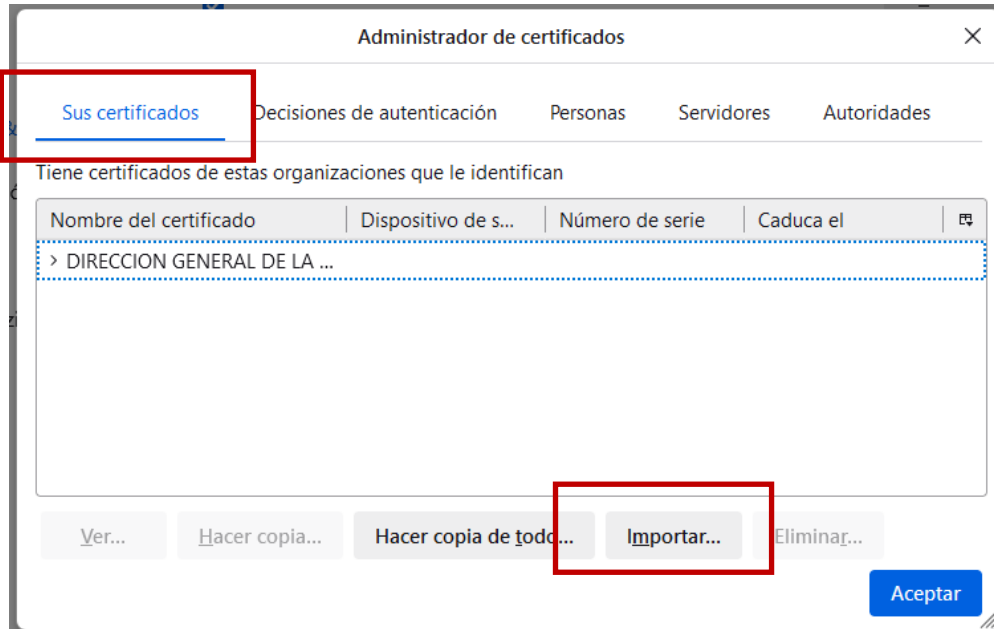 Administrador de certificados
Sus certificados Decisiones de autenticación Personas Servidores Autoridades
Tiene certificados de estas organizaciones que le identifican
Nombre del certificado Dispositivo de s... Número de serie Caduca el
DIRECCION GENERAL DE LA ...
Ver... Hacer copia... Hacer copia de todo... Importar... Eliminar...
Aceptar